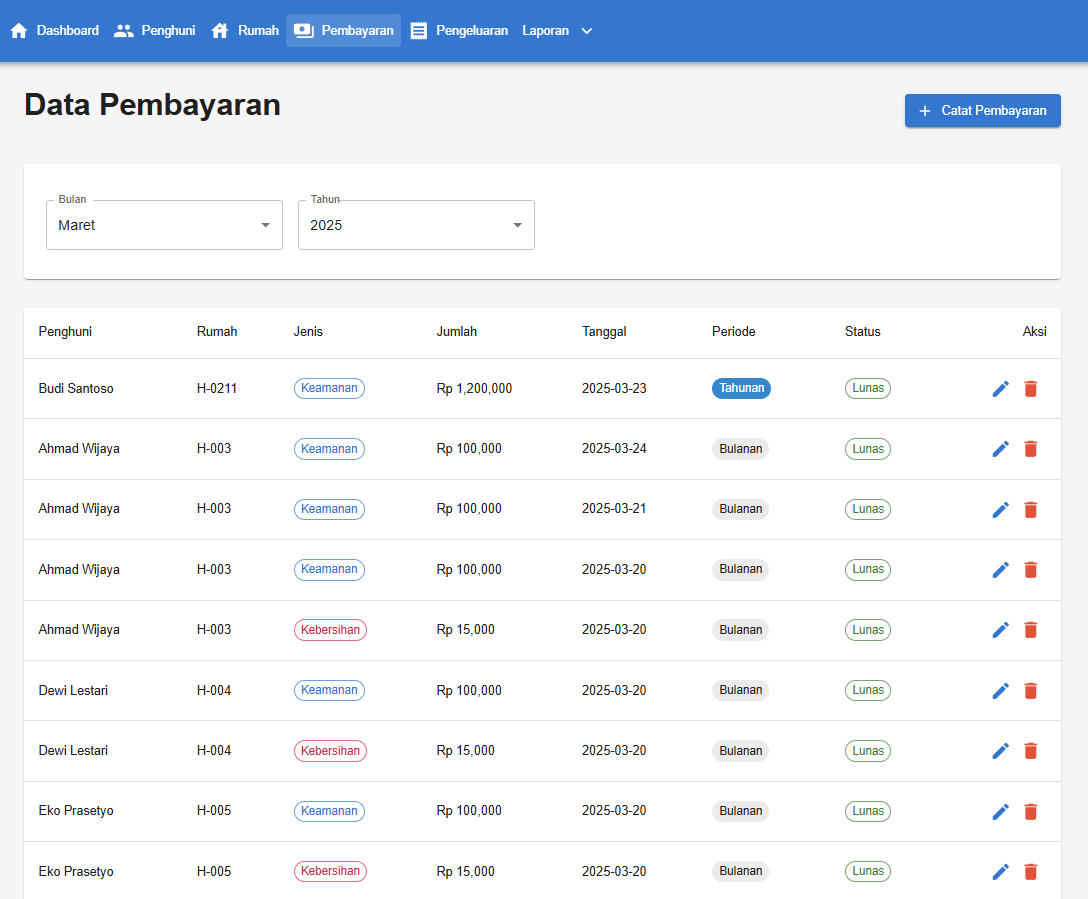 Dashboard Penghuni Rumah Pembayaran Pengeluaran Laporan
Data Pembayaran
+ Catat Pembayaran
Bulan Tahun
Maret 2025
Penghuni Rumah Jenis Jumlah Tanggal Periode Status Aksi
Budi Santoso H-0211 Keamanan Rp 1,200,000 2025-03-23 Tahunan Lunas
Ahmad Wijaya H-003 Keamanan Rp 100,000 2025-03-24 Bulanan Lunas
Ahmad Wijaya H-003 Keamanan Rp 100,000 2025-03-21 Bulanan Lunas
Ahmad Wijaya H-003 Keamanan Rp 100,000 2025-03-20 Bulanan Lunas
Ahmad Wijaya H-003 Kebersihan Rp 15,000 2025-03-20 Bulanan Lunas
Dewi Lestari H-004 Keamanan Rp 100,000 2025-03-20 Bulanan Lunas
Dewi Lestari H-004 Kebersihan Rp 15,000 2025-03-20 Bulanan Lunas
Eko Prasetyo H-005 Keamanan Rp 100,000 2025-03-20 Bulanan Lunas
Eko Prasetyo H-005 Kebersihan Rp 15,000 2025-03-20 Bulanan Lunas